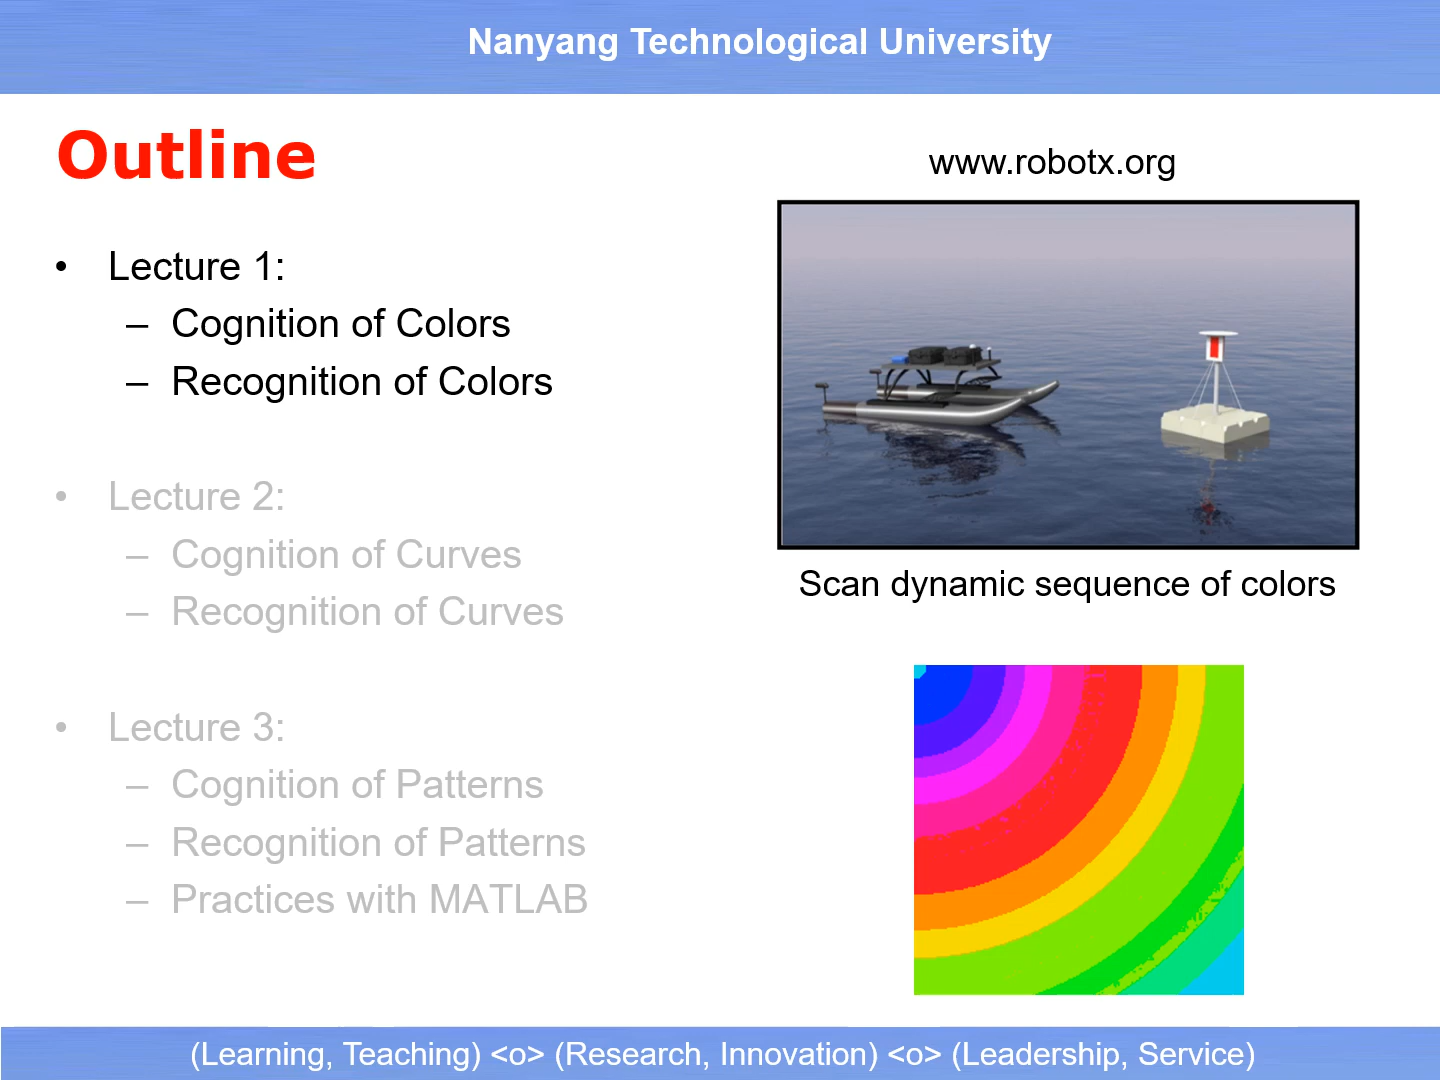 Nanyang Technological University
Outline
www.robotx.org
• Lecture 1:
– Cognition of Colors
– Recognition of Colors
• Lecture 2:
– Cognition of Curves
– Recognition of Curves
• Lecture 3:
– Cognition of Patterns
– Recognition of Patterns
– Practices with MATLAB
Scan dynamic sequence of colors
(Learning, Teaching) <o> (Research, Innovation) <o> (Leadership, Service)